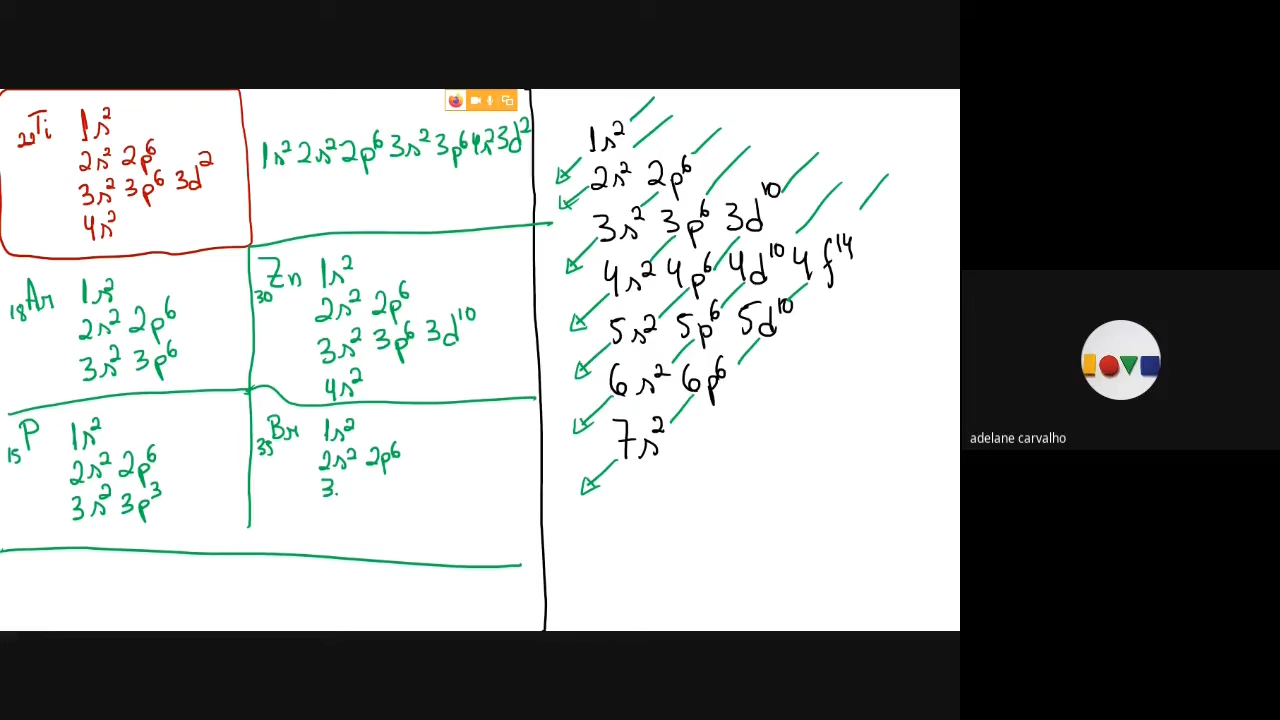 22Ti 1s² 
2s² 2p⁶
3s² 3p⁶ 3d²
4s²
1s² 2s² 2p⁶ 3s² 3p⁶ 4s² 3d²
18Ar 1s²
2s² 2p⁶
3s² 3p⁶
30Zn 1s²
2s² 2p⁶
3s² 3p⁶ 3d¹⁰
4s²
15P 1s²
2s² 2p⁶
3s² 3p³
35Br 1s²
2s² 2p⁶
3.
1s²
2s² 2p⁶
3s² 3p⁶ 3d¹⁰
4s² 4p⁶ 4d¹⁰ 4f¹⁴
5s² 5p⁶ 5d¹⁰
6s² 6p⁶
7s²
adelane carvalho